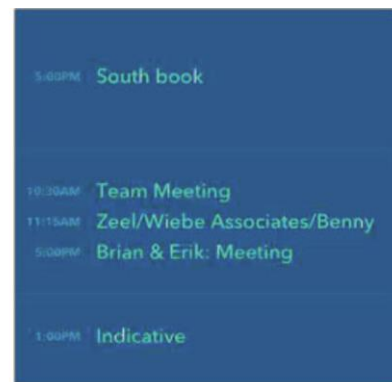 5:00PM South book
10:30AM Team Meeting
11:15AM Zeel/Wiebe Associates/Benny
5:00PM Brian & Erik: Meeting
1:00PM Indicative